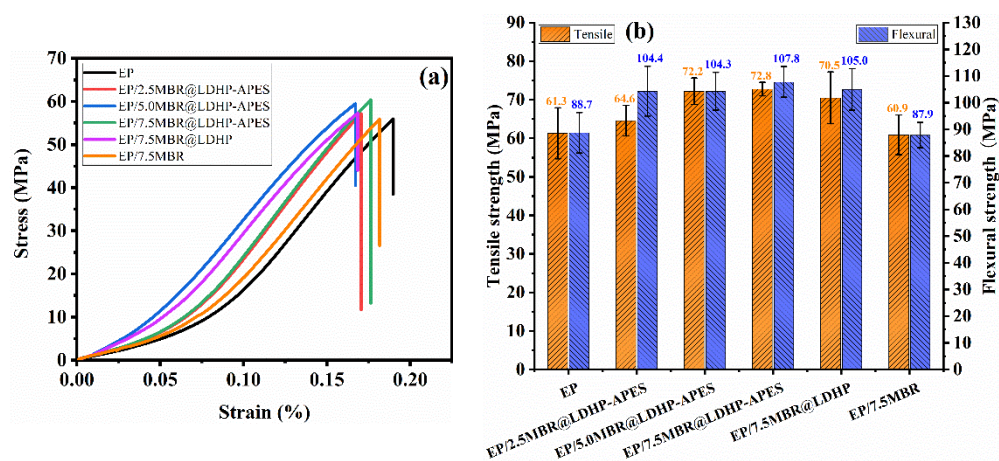 (a)
EP
EP/2.5MBR@LDHP-APES
EP/5.0MBR@LDHP-APES
EP/7.5MBR@LDHP-APES
EP/7.5MBR@LDHP
EP/7.5MBR
Stress (MPa)
70
60
50
40
30
20
10
0
0.00 0.05 0.10 0.15 0.20
Strain (%)
(b)
Tensile
Flexural
Tensile strength (MPa)
90
80
70
60
50
40
30
20
10
0
61.3 88.7 64.6 104.4 72.2 104.3 72.8 107.8 70.5 105.0 60.9 87.9
130
120
110
100
90
80
70
60
50
40
30
20
10
0
Flexural strength (MPa)
EP
EP/2.5MBR@LDHP-APES
EP/5.0MBR@LDHP-APES
EP/7.5MBR@LDHP-APES
EP/7.5MBR@LDHP
EP/7.5MBR